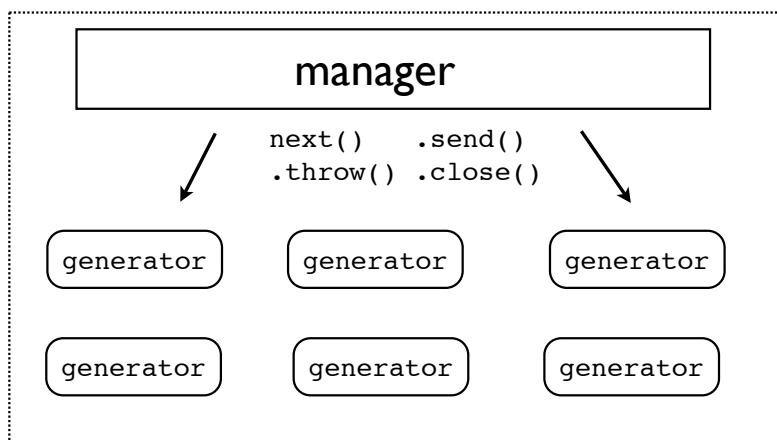 manager
next() .send()
.throw() .close()
generator generator generator
generator generator generator